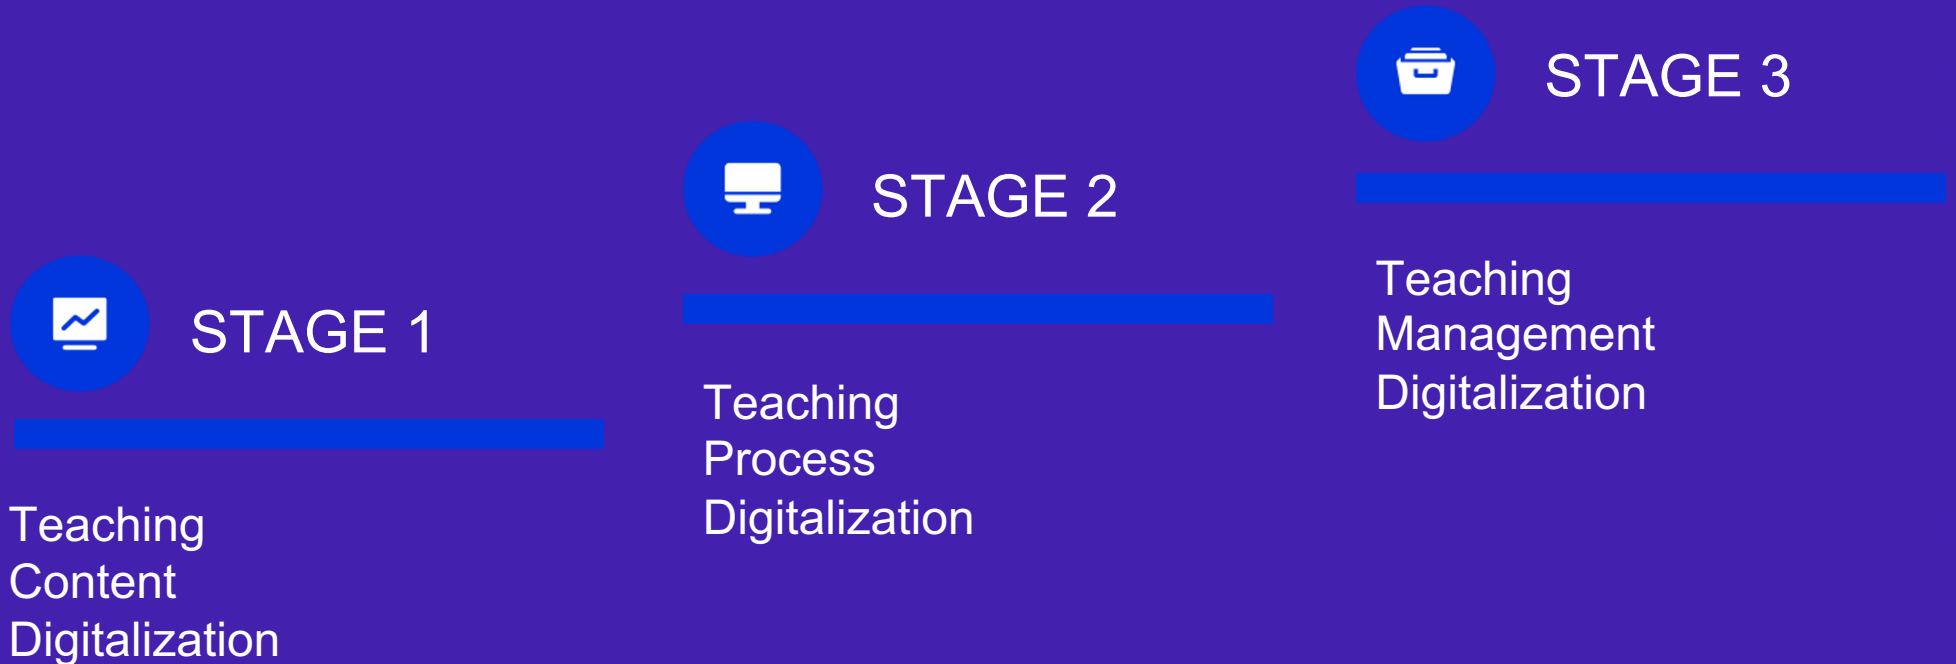 STAGE 1
Teaching
Content
Digitalization
STAGE 2
Teaching
Process
Digitalization
STAGE 3
Teaching
Management
Digitalization